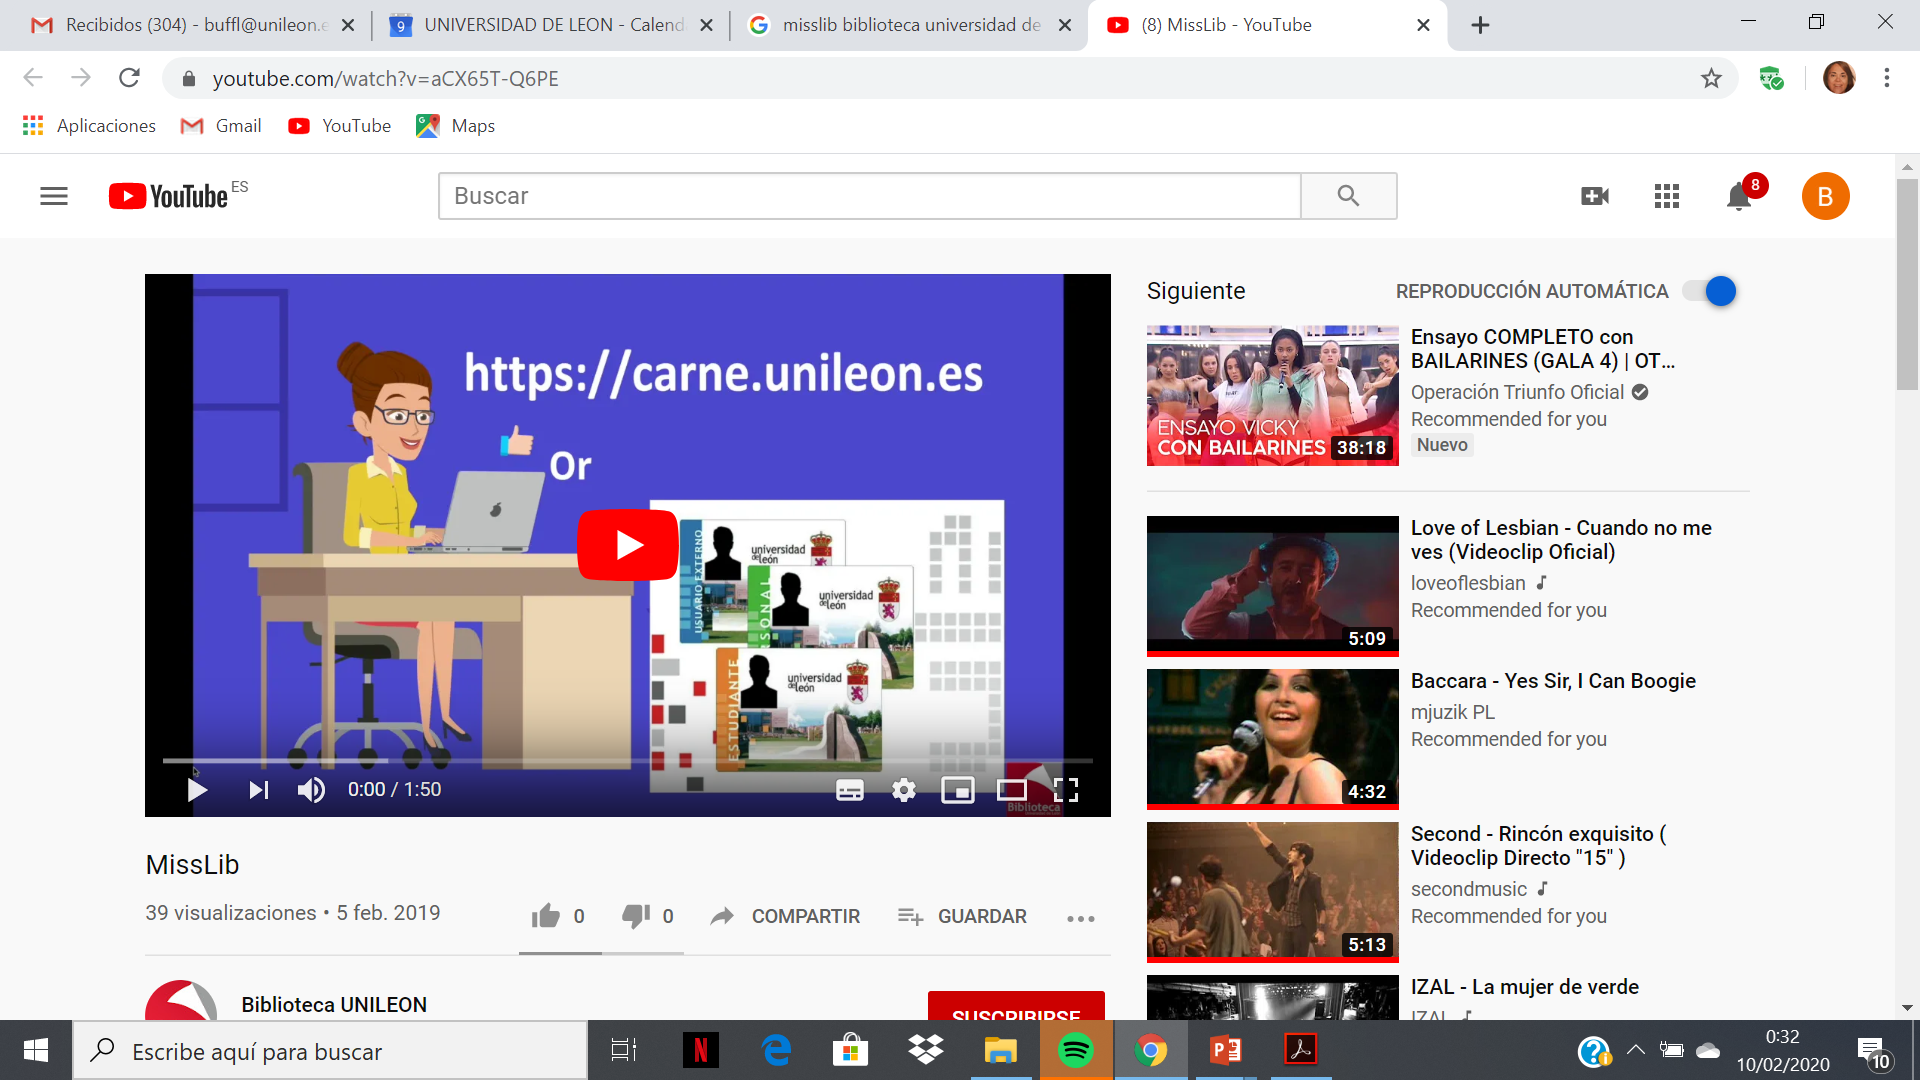 Recibidos (304) - buffl@unileon.e
UNIVERSIDAD DE LEON - Calend
misslib biblioteca universidad de
(8) MissLib - YouTube
youtube.com/watch?v=aCX65T-Q6PE
Aplicaciones
Gmail
YouTube
Maps
YouTube ES
Buscar
8
B
https://carne.unileon.es
Or
USUARIO EXTERNO
universidad
de león
SONAL
universidad
de león
ESTUDIANTE
universidad
de león
Biblioteca
0:00 / 1:50
MissLib
39 visualizaciones • 5 feb. 2019
0
0
COMPARTIR
GUARDAR
Biblioteca UNILEON
SUSCRIBIRSE
Siguiente
REPRODUCCIÓN AUTOMÁTICA
ENSAYO VICKY
CON BAILARINES
38:18
Ensayo COMPLETO con
BAILARINES (GALA 4) | OT...
Operación Triunfo Oficial
Recommended for you
Nuevo
5:09
Love of Lesbian - Cuando no me
ves (Videoclip Oficial)
loveoflesbian
Recommended for you
4:32
Baccara - Yes Sir, I Can Boogie
mjuzik PL
Recommended for you
5:13
Second - Rincón exquisito (
Videoclip Directo "15" )
secondmusic
Recommended for you
IZAL - La mujer de verde
IZAL
Escribe aquí para buscar
0:32
10/02/2020
10